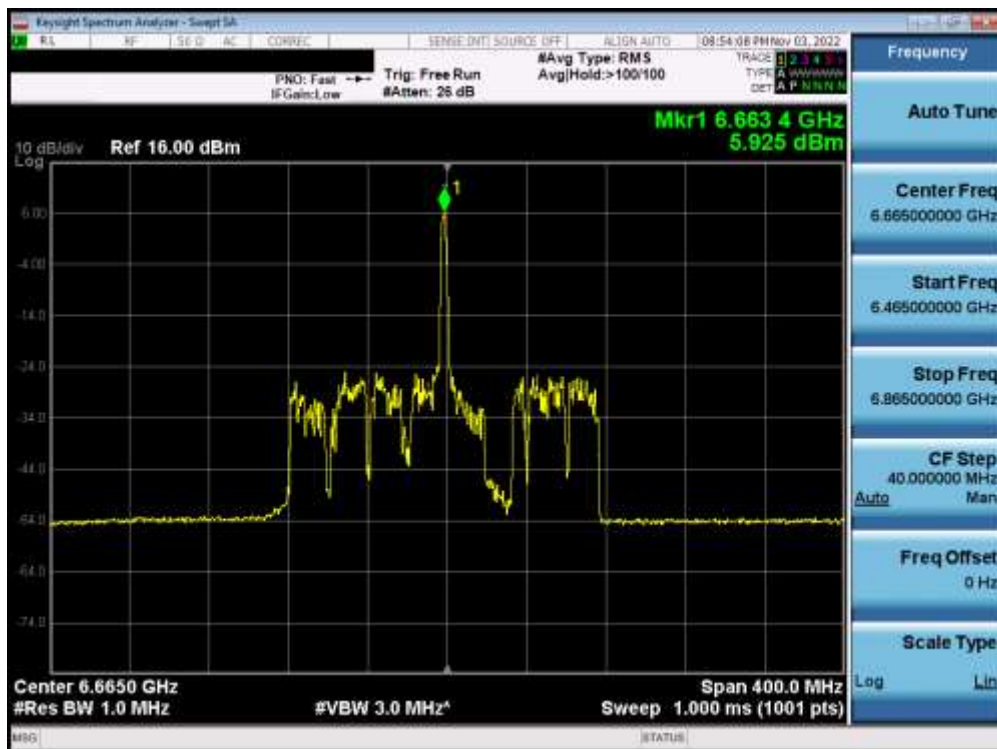 Keysight Spectrum Analyzer - Swept SA
RL RF 50 Ω AC CORREC SENSE:INT SOURCE OFF ALIGN AUTO 08:54:08 PM Nov 03, 2022
PNO: Fast Trig: Free Run #Avg Type: RMS TRACE 1 2 3 4 5
IFGain:Low #Atten: 26 dB Avg|Hold:>100/100 TYPE A WWWWW
DET A P N N N N
Mkr1 6.663 4 GHz
5.925 dBm
10 dB/div Ref 16.00 dBm
Log
1
6.00
-4.00
-14.0
-24.0
-34.0
-44.0
-54.0
-64.0
-74.0
Center 6.6650 GHz Span 400.0 MHz
#Res BW 1.0 MHz #VBW 3.0 MHz* Sweep 1.000 ms (1001 pts)
MSG STATUS
Frequency
Auto Tune
Center Freq
6.665000000 GHz
Start Freq
6.465000000 GHz
Stop Freq
6.865000000 GHz
CF Step
40.000000 MHz
Auto Man
Freq Offset
0 Hz
Scale Type
Log Lin